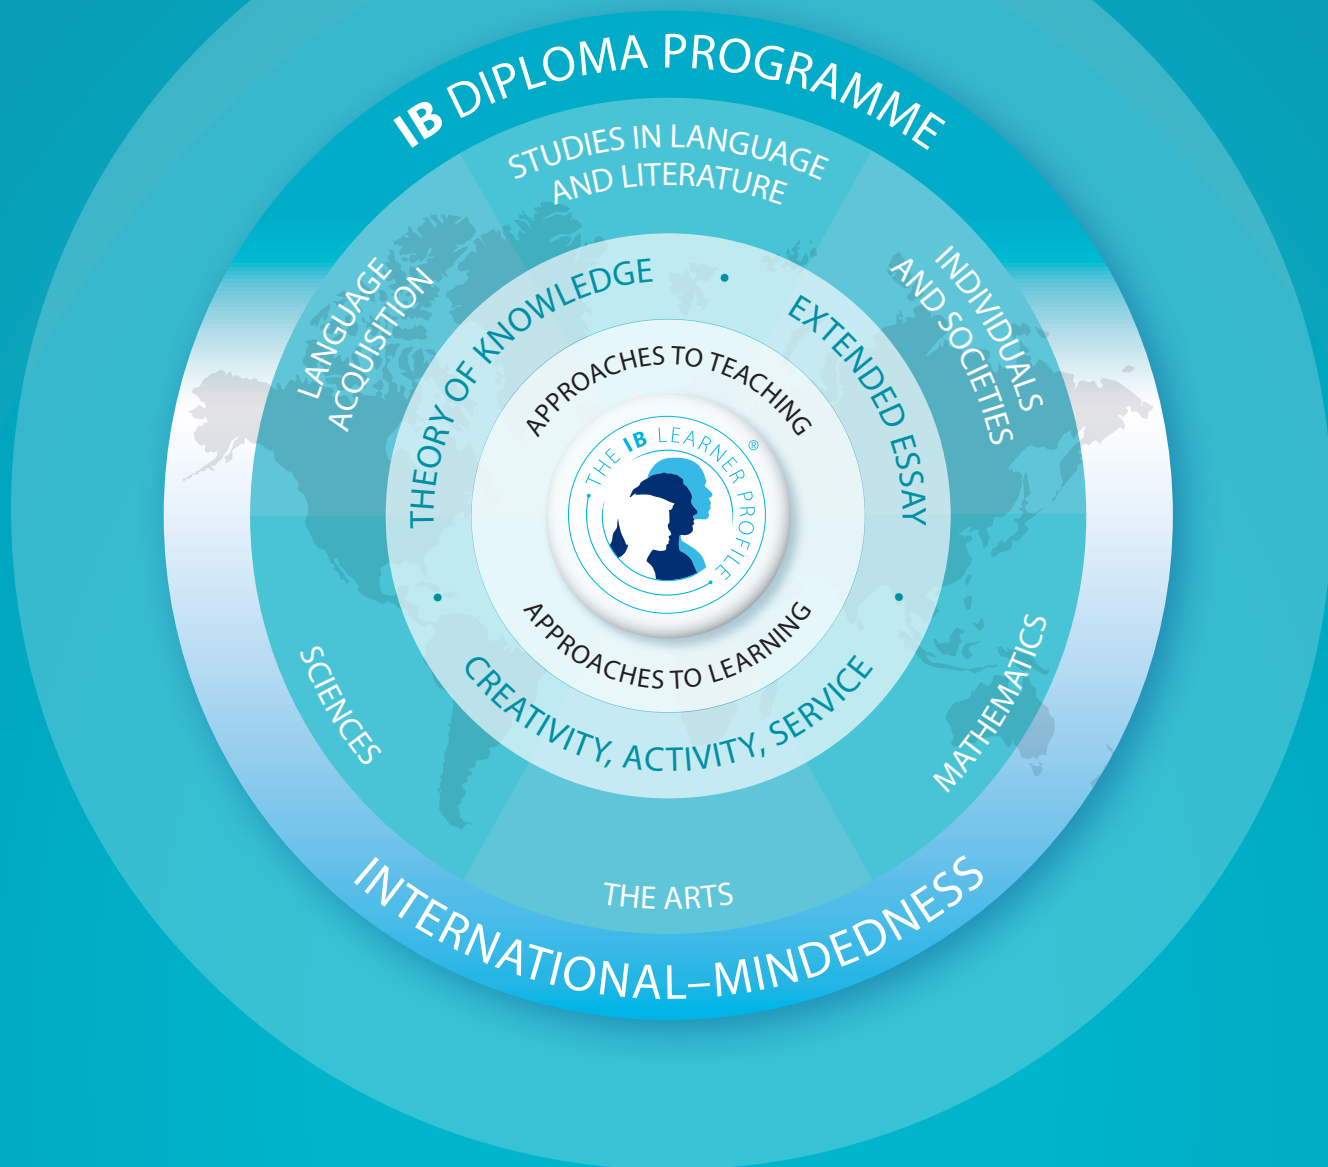 IB DIPLOMA PROGRAMME
STUDIES IN LANGUAGE
AND LITERATURE
LANGUAGE
ACQUISITION
INDIVIDUALS
AND SOCIETIES
THEORY OF KNOWLEDGE
•
EXTENDED ESSAY
APPROACHES TO TEACHING
• THE IB LEARNER PROFILE • ®
APPROACHES TO LEARNING
•
CREATIVITY, ACTIVITY, SERVICE
•
SCIENCES
MATHEMATICS
THE ARTS
INTERNATIONAL–MINDEDNESS